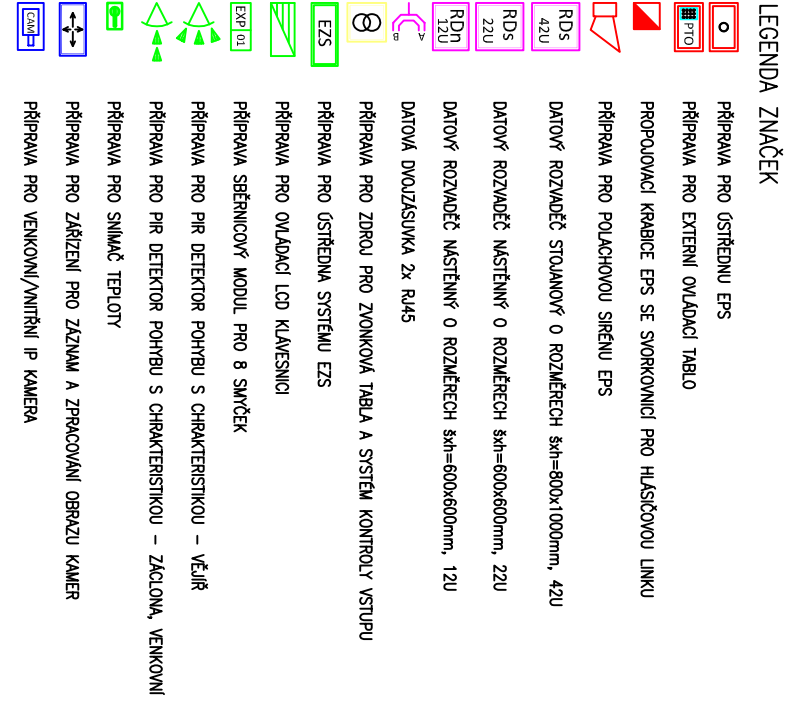 LEGENDA ZNAČEK
PŘÍPRAVA PRO ÚSTŘEDNU EPS
PTO PŘÍPRAVA PRO EXTERNÍ OVLÁDACÍ TABLO
PROPOJOVACÍ KRABICE EPS SE SVORKOVNICÍ PRO HLÁSIČOVOU LINKU
PŘÍPRAVA PRO POLACHOVOU SIRÉNU EPS
RDs 42U DATOVÝ ROZVADĚČ STOJANOVÝ O ROZMĚRECH šxh=800x1000mm, 42U
RDs 22U DATOVÝ ROZVADĚČ NÁSTĚNNÝ O ROZMĚRECH šxh=600x600mm, 22U
RDn 12U DATOVÝ ROZVADĚČ NÁSTĚNNÝ O ROZMĚRECH šxh=600x600mm, 12U
B A DATOVÁ DVOJZÁSUVKA 2x RJ45
PŘÍPRAVA PRO ZDROJ PRO ZVONKOVÁ TABLA A SYSTÉM KONTROLY VSTUPU
EZS PŘÍPRAVA PRO ÚSTŘEDNA SYSTÉMU EZS
PŘÍPRAVA PRO OVLÁDACÍ LCD KLÁVESNICI
EXP 01 PŘÍPRAVA SBĚRNICOVÝ MODUL PRO 8 SMYČEK
PŘÍPRAVA PRO PIR DETEKTOR POHYBU S CHRAKTERISTIKOU – VĚJÍŘ
PŘÍPRAVA PRO PIR DETEKTOR POHYBU S CHRAKTERISTIKOU – ZÁCLONA, VENKOVNÍ
PŘÍPRAVA PRO SNÍMAČ TEPLOTY
PŘÍPRAVA PRO ZAŘÍZENÍ PRO ZÁZNAM A ZPRACOVÁNÍ OBRAZU KAMER
CAM PŘÍPRAVA PRO VENKOVNÍ/VNITŘNÍ IP KAMERA